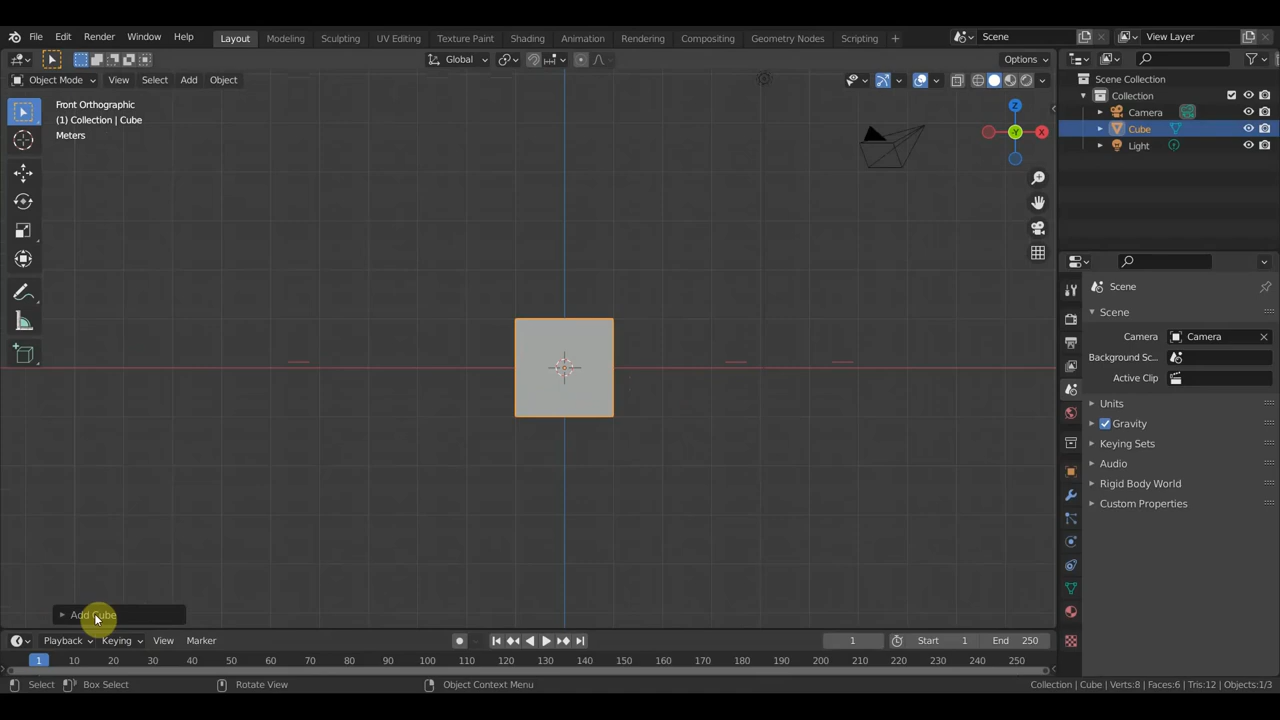 File Edit Render Window Help Layout Modeling Sculpting UV Editing Texture Paint Shading Animation Rendering Compositing Geometry Nodes Scripting + Scene View Layer
Global Options
Object Mode View Select Add Object
Front Orthographic
(1) Collection | Cube
Meters
Z
X
-Y
Scene Collection
Collection
Camera
Cube
Light
Scene
Scene
Camera Camera
Background Sc...
Active Clip
Units
Gravity
Keying Sets
Audio
Rigid Body World
Custom Properties
Add Cube
Playback Keying View Marker 1 Start 1 End 250
1 10 20 30 40 50 60 70 80 90 100 110 120 130 140 150 160 170 180 190 200 210 220 230 240 250
Select Box Select Rotate View Object Context Menu Collection | Cube | Verts:8 | Faces:6 | Tris:12 | Objects:1/3